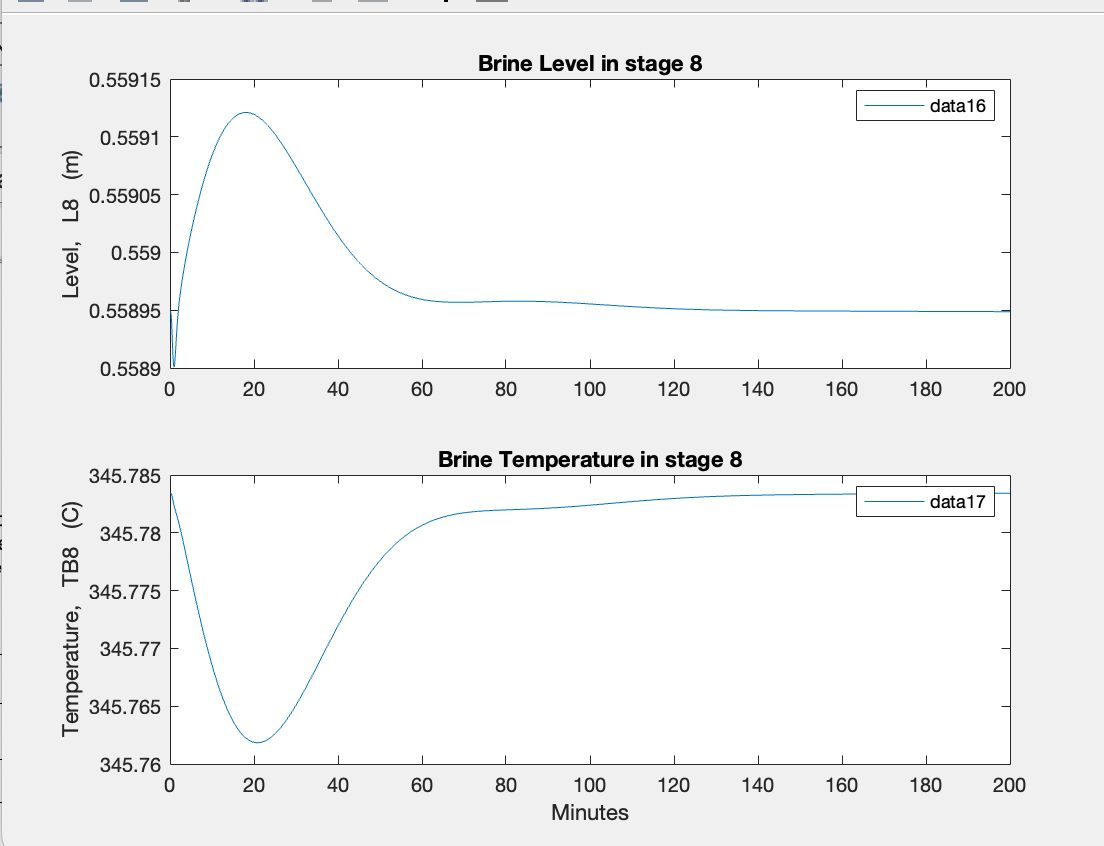 Brine Level in stage 8
0.55915
0.5591
0.55905
0.559
0.55895
0.5589
Level, L8 (m)
data16
0 20 40 60 80 100 120 140 160 180 200
Brine Temperature in stage 8
345.785
345.78
345.775
345.77
345.765
345.76
Temperature, TB8 (C)
data17
0 20 40 60 80 100 120 140 160 180 200
Minutes